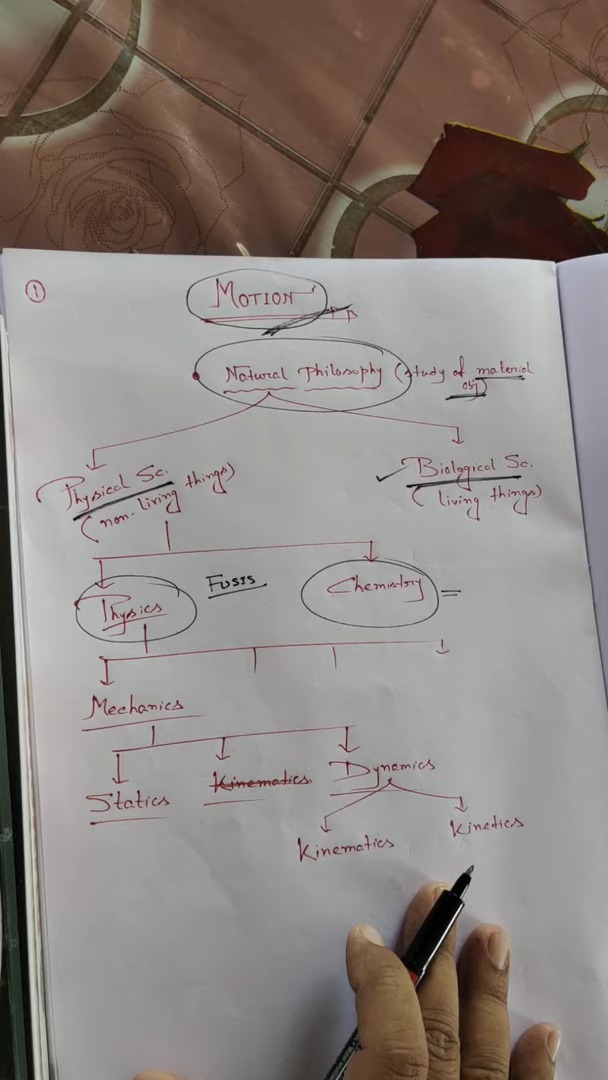 ①
MOTION
Natural Philosophy (study of material
obj)
Physical Sc.
(non-living things)
Biological Sc.
(living things)
Physics
Fusis
Chemistry
Mechanics
Statics
Kinematics
Dynamics
Kinematics
Kinetics